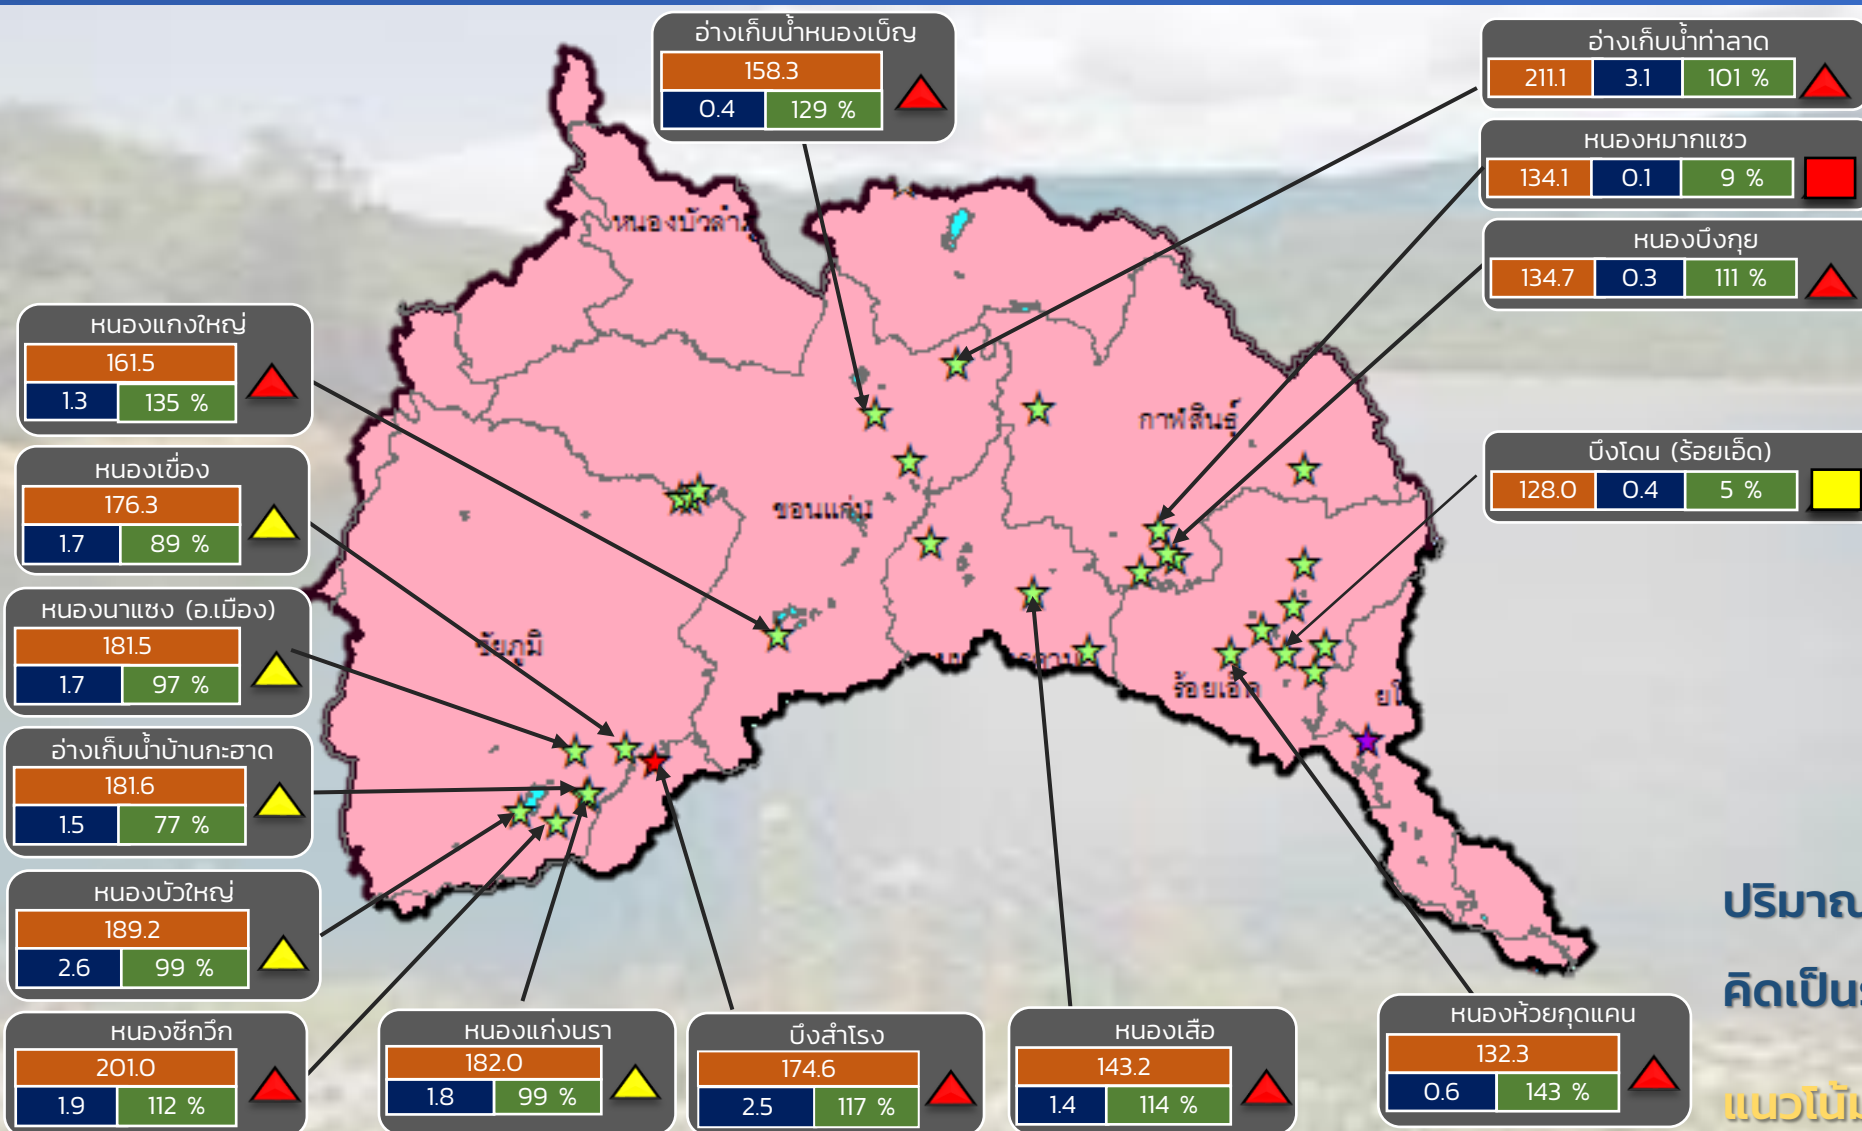 อ่างเก็บน้ำหนองเบ็ญ
158.3
0.4 129 %
อ่างเก็บน้ำท่าลาด
211.1 3.1 101 %
หนองหมากแซว
134.1 0.1 9 %
หนองบึงกุย
134.7 0.3 111 %
บึงโดน (ร้อยเอ็ด)
128.0 0.4 5 %
หนองแกงใหญ่
161.5
1.3 135 %
หนองเขื่อง
176.3
1.7 89 %
หนองนาแซง (อ.เมือง)
181.5
1.7 97 %
อ่างเก็บน้ำบ้านกะฮาด
181.6
1.5 77 %
หนองบัวใหญ่
189.2
2.6 99 %
หนองซีกวึก
201.0
1.9 112 %
หนองแก่งนรา
182.0
1.8 99 %
บึงสำโรง
174.6
2.5 117 %
หนองเสือ
143.2
1.4 114 %
หนองห้วยกุดแคน
132.3
0.6 143 %
กาฬสินธุ์
ขอนแก่น
ชัยภูมิ
ร้อยเอ็ด
ปริมาณ
คิดเป็น
แนวโน้ม